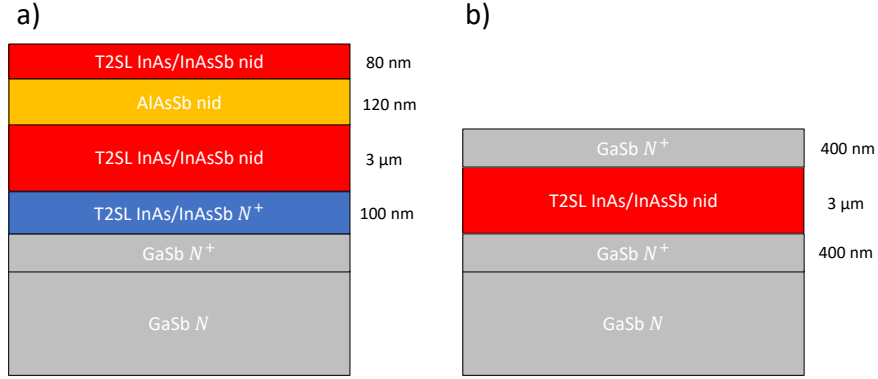 a)
T2SL InAs/InAsSb nid
80 nm
AlAsSb nid
120 nm
T2SL InAs/InAsSb nid
3 µm
T2SL InAs/InAsSb N⁺
100 nm
GaSb N⁺
GaSb N
b)
GaSb N⁺
400 nm
T2SL InAs/InAsSb nid
3 µm
GaSb N⁺
400 nm
GaSb N